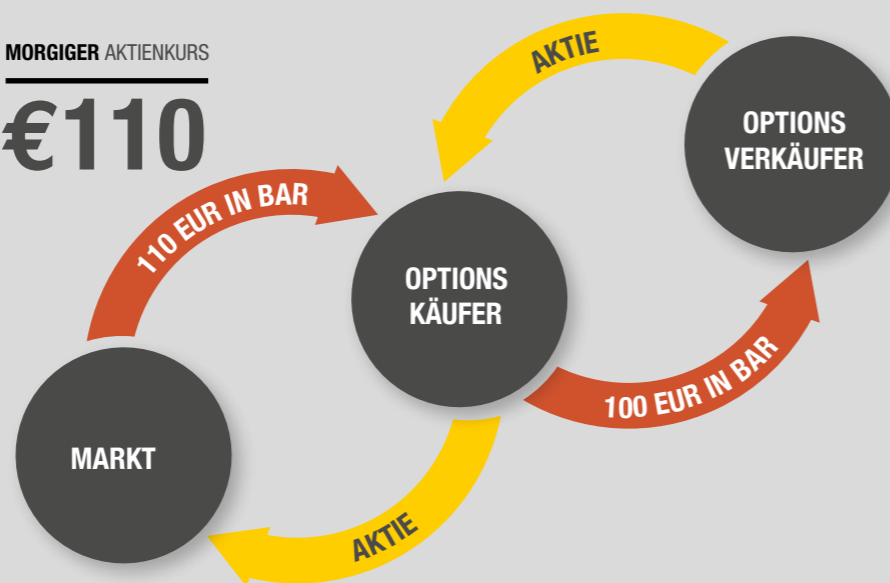 MORGIGER AKTIENKURS
€110
AKTIE
OPTIONS
VERKÄUFER
110 EUR IN BAR
OPTIONS
KÄUFER
100 EUR IN BAR
MARKT
AKTIE